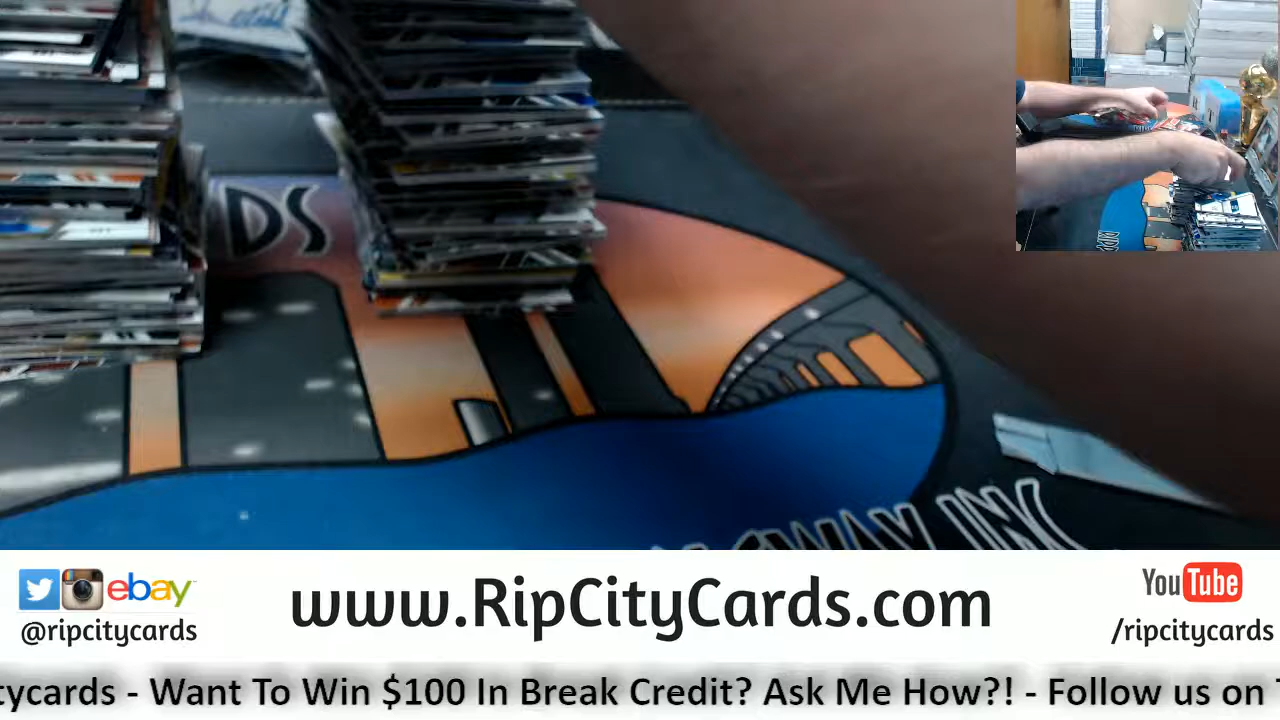 DS
ebay
@ripcitycards
www.RipCityCards.com
YouTube
/ripcitycards
tycards - Want To Win $100 In Break Credit? Ask Me How?! - Follow us on